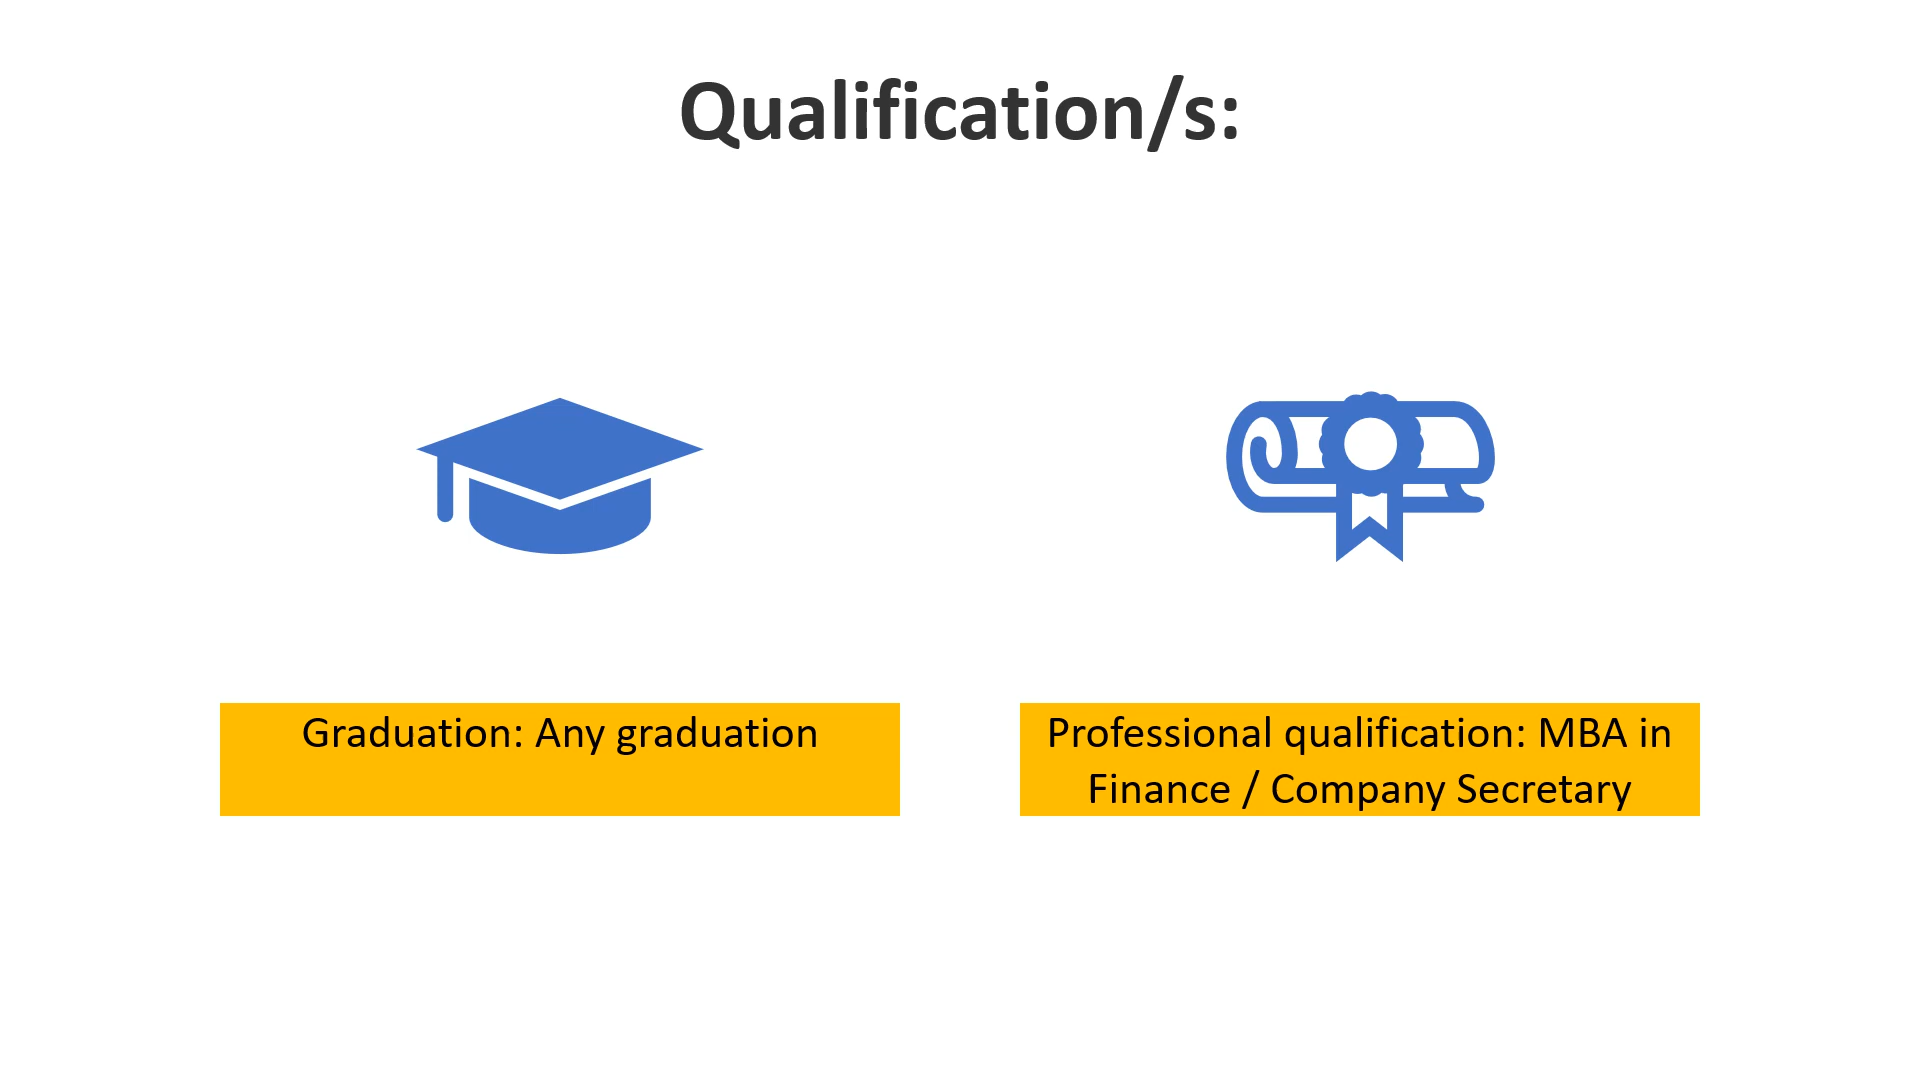 Qualification/s:
Graduation: Any graduation
Professional qualification: MBA in
Finance / Company Secretary